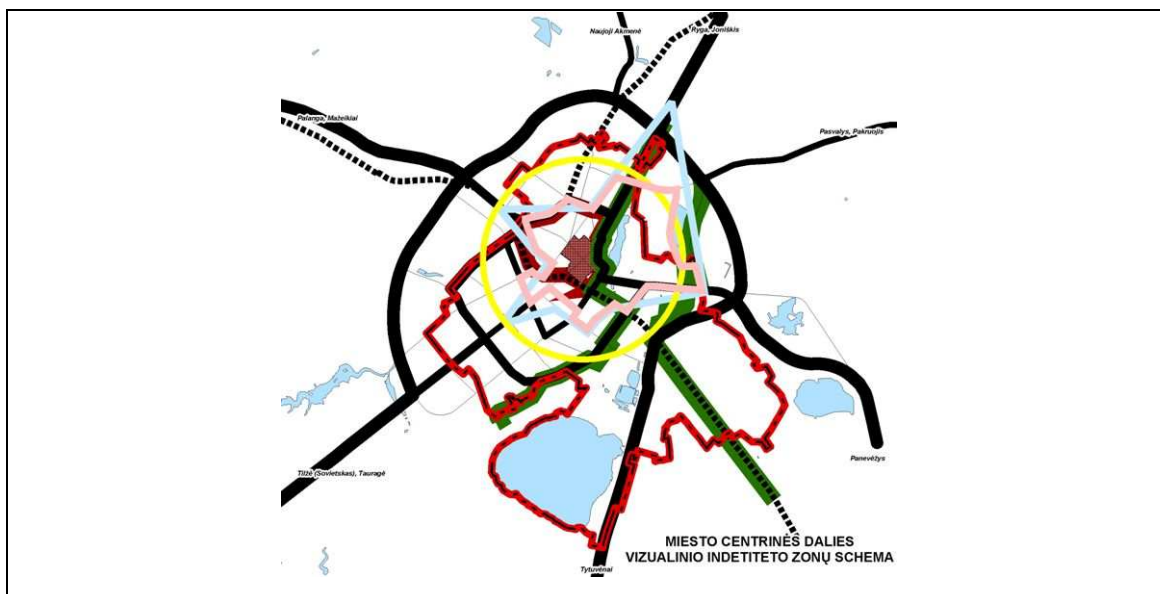 Naujoji Akmenė
Ryga, Joniškis
Palanga, Mažeikiai
Pasvalys, Pakruojis
Panevėžys
Tilžė (Sovietskas), Tauragė
MIESTO CENTRINĖS DALIES
VIZUALINIO INDETITETO ZONŲ SCHEMA
Tytuvėnai